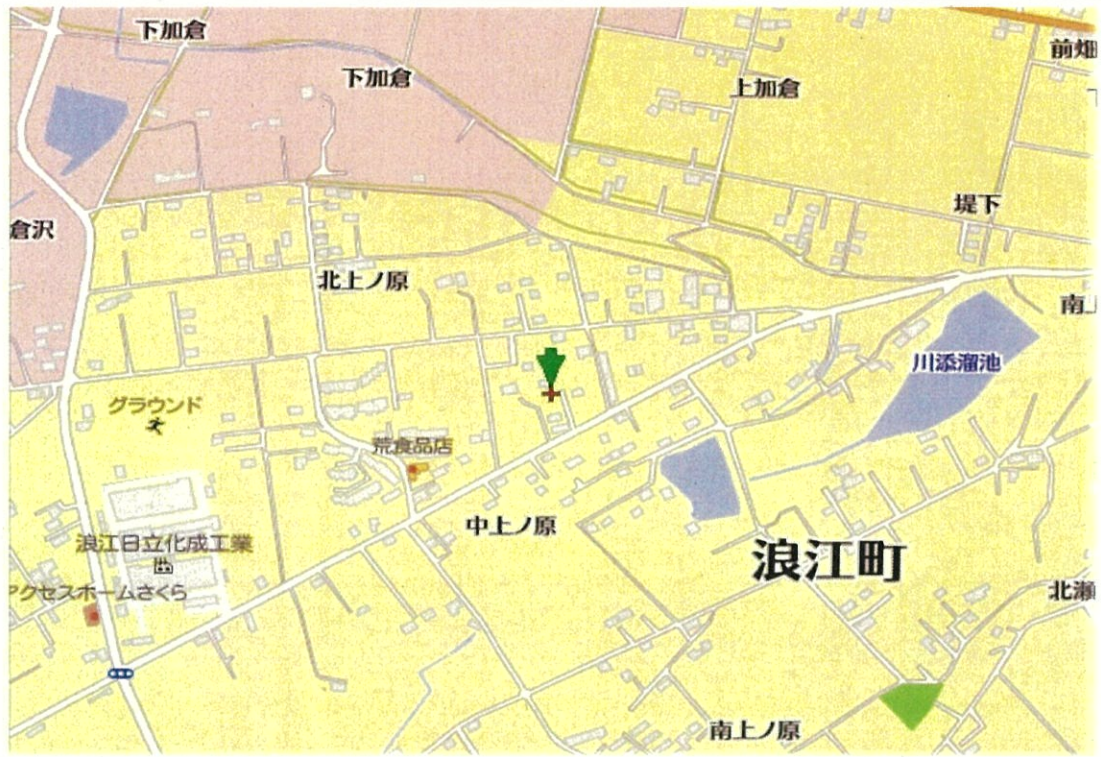 下加倉
下加倉
前畑
上加倉
堤下
倉沢
北上ノ原
南上
川添溜池
グラウンド
荒食品店
中上ノ原
浪江日立化成工業
浪江町
アクセスホームさくら
北瀬
南上ノ原